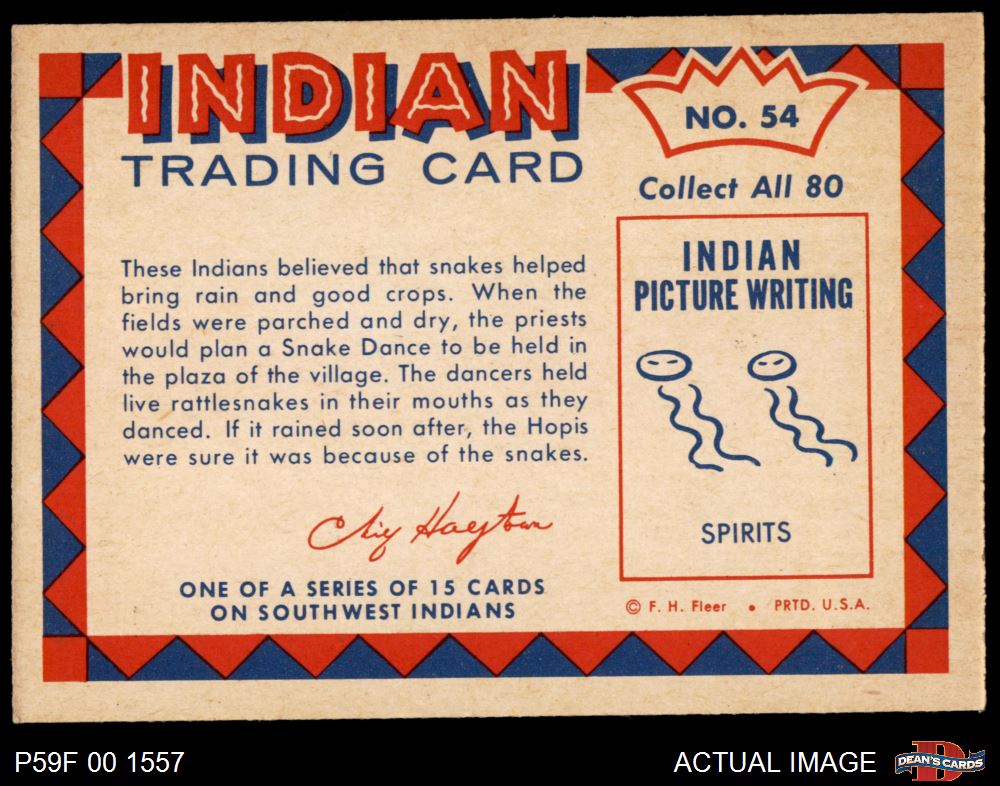 INDIAN
TRADING CARD
NO. 54
Collect All 80
These Indians believed that snakes helped
bring rain and good crops. When the
fields were parched and dry, the priests
would plan a Snake Dance to be held in
the plaza of the village. The dancers held
live rattlesnakes in their mouths as they
danced. If it rained soon after, the Hopis
were sure it was because of the snakes.
Chief Hagstrom
ONE OF A SERIES OF 15 CARDS
ON SOUTHWEST INDIANS
INDIAN
PICTURE WRITING
SPIRITS
© F. H. Fleer • PRTD. U.S.A.
P59F 00 1557
ACTUAL IMAGE
D
DEAN'S CARDS